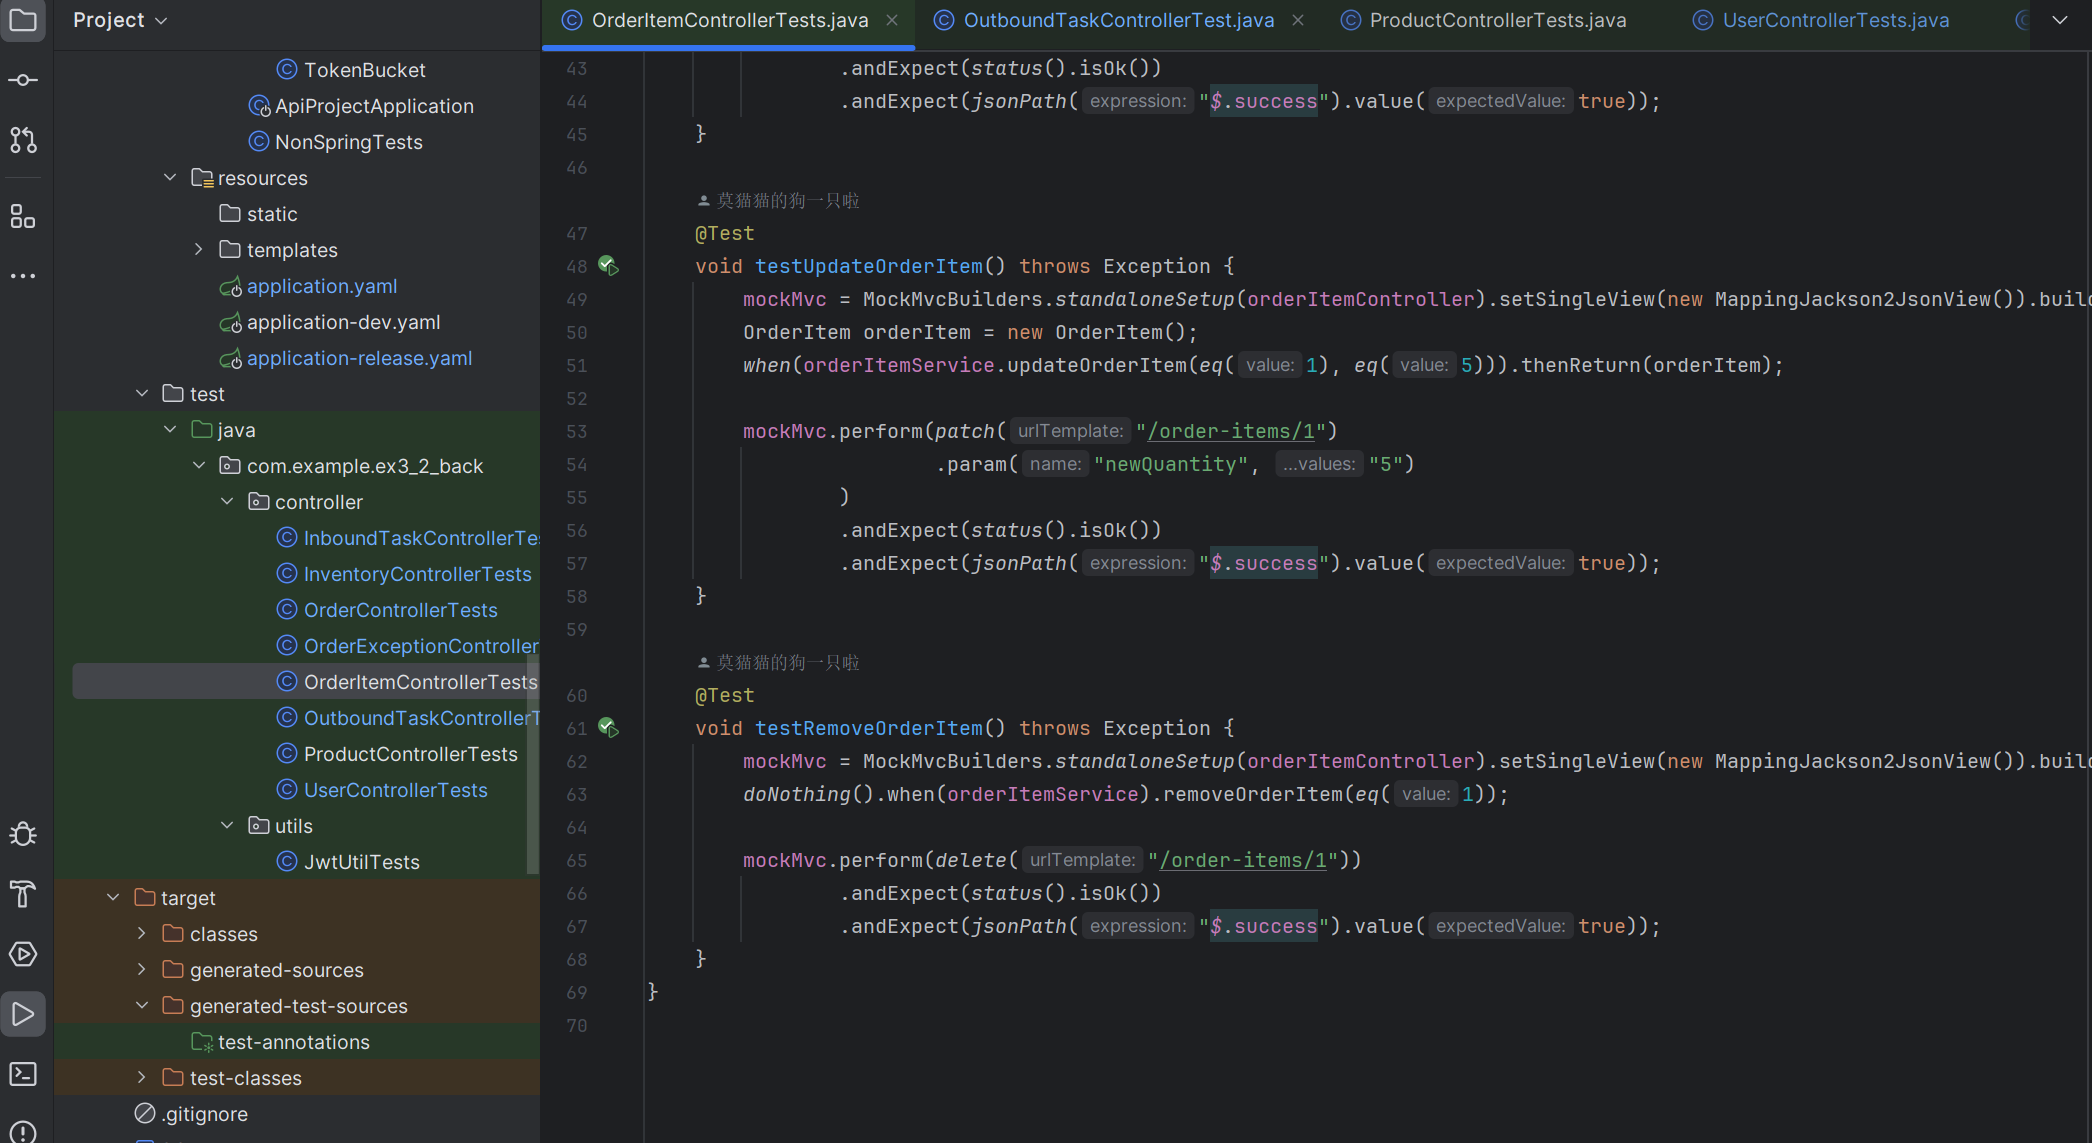 Project
OrderItemControllerTests.java
OutboundTaskControllerTest.java
ProductControllerTests.java
UserControllerTests.java
TokenBucket
ApiProjectApplication
NonSpringTests
resources
static
templates
application.yaml
application-dev.yaml
application-release.yaml
test
java
com.example.ex3_2_back
controller
InboundTaskControllerTe
InventoryControllerTests
OrderControllerTests
OrderExceptionController
OrderItemControllerTests
OutboundTaskControllerT
ProductControllerTests
UserControllerTests
utils
JwtUtilTests
target
classes
generated-sources
generated-test-sources
test-annotations
test-classes
.gitignore
43 .andExpect(status().isOk())
44 .andExpect(jsonPath( expression: "$.success").value( expectedValue: true));
45 }
46
莫猫猫的狗一只啦
47 @Test
48 void testUpdateOrderItem() throws Exception {
49 mockMvc = MockMvcBuilders.standaloneSetup(orderItemController).setSingleView(new MappingJackson2JsonView()).buil
50 OrderItem orderItem = new OrderItem();
51 when(orderItemService.updateOrderItem(eq( value: 1), eq( value: 5))).thenReturn(orderItem);
52
53 mockMvc.perform(patch( urlTemplate: "/order-items/1")
54 .param( name: "newQuantity", ...values: "5")
55 )
56 .andExpect(status().isOk())
57 .andExpect(jsonPath( expression: "$.success").value( expectedValue: true));
58 }
59
莫猫猫的狗一只啦
60 @Test
61 void testRemoveOrderItem() throws Exception {
62 mockMvc = MockMvcBuilders.standaloneSetup(orderItemController).setSingleView(new MappingJackson2JsonView()).buil
63 doNothing().when(orderItemService).removeOrderItem(eq( value: 1));
64
65 mockMvc.perform(delete( urlTemplate: "/order-items/1"))
66 .andExpect(status().isOk())
67 .andExpect(jsonPath( expression: "$.success").value( expectedValue: true));
68 }
69 }
70